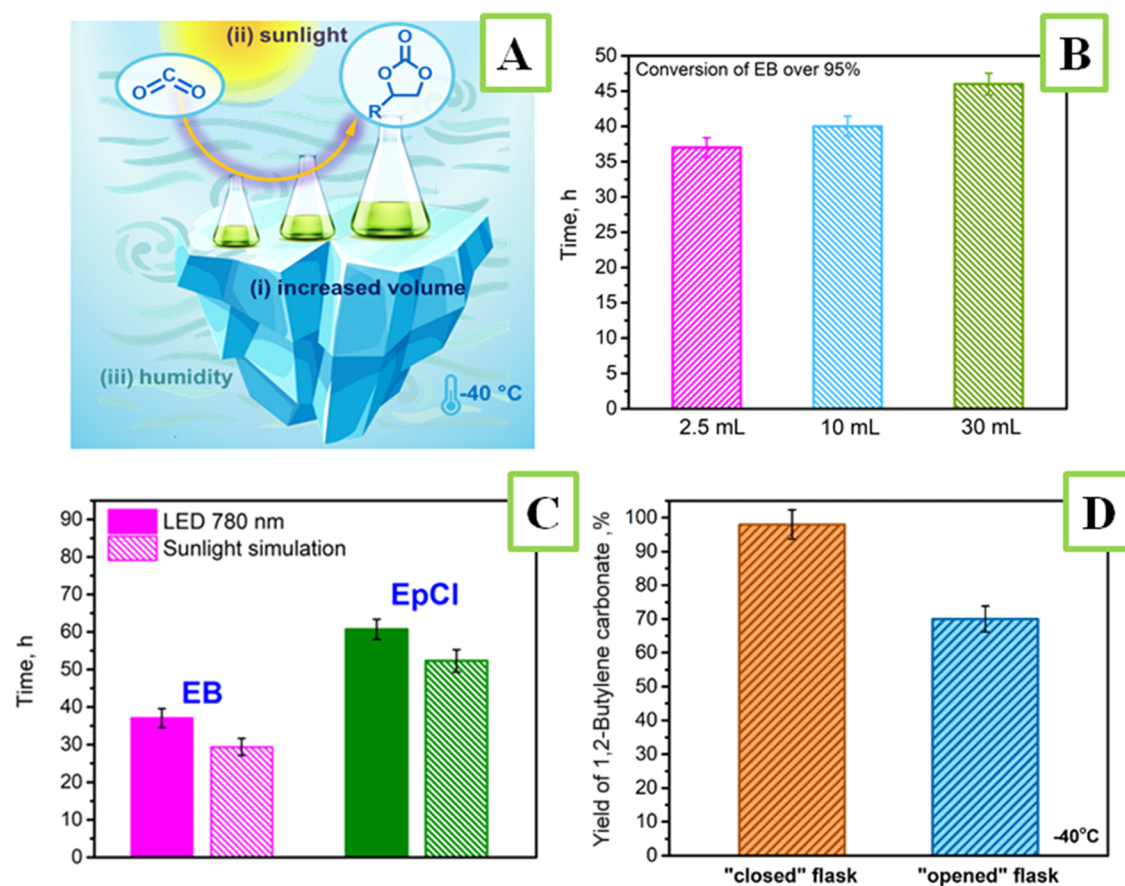 (ii) sunlight
A
O
O
C
O
O
O
R
(i) increased volume
(iii) humidity
-40 °C
B
Conversion of EB over 95%
50
45
40
35
30
25
20
15
10
5
0
Time, h
2.5 mL
10 mL
30 mL
C
LED 780 nm
Sunlight simulation
EpCl
EB
90
80
70
60
50
40
30
20
10
0
Time, h
D
100
90
80
70
60
50
40
30
20
10
0
Yield of 1,2-Butylene carbonate ,%
-40°C
"closed" flask
"opened" flask